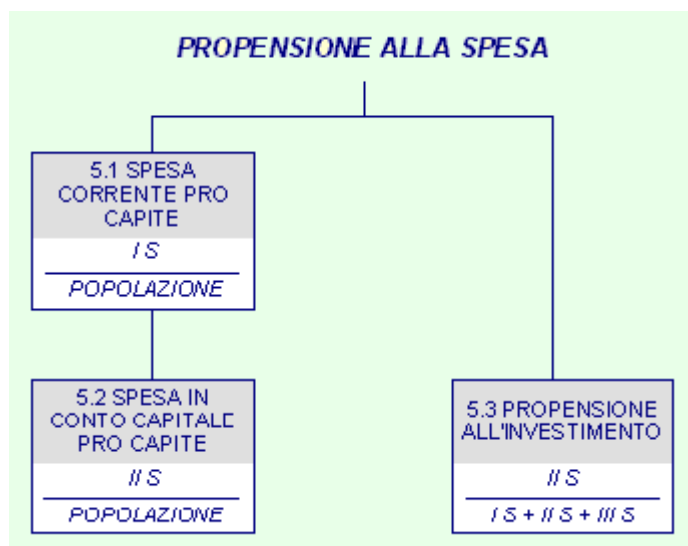 PROPENSIONE ALLA SPESA
5.1 SPESA
CORRENTE PRO
CAPITE
I S
POPOLAZIONE
5.2 SPESA IN
CONTO CAPITALE
PRO CAPITE
II S
POPOLAZIONE
5.3 PROPENSIONE
ALL'INVESTIMENTO
II S
I S + II S + III S